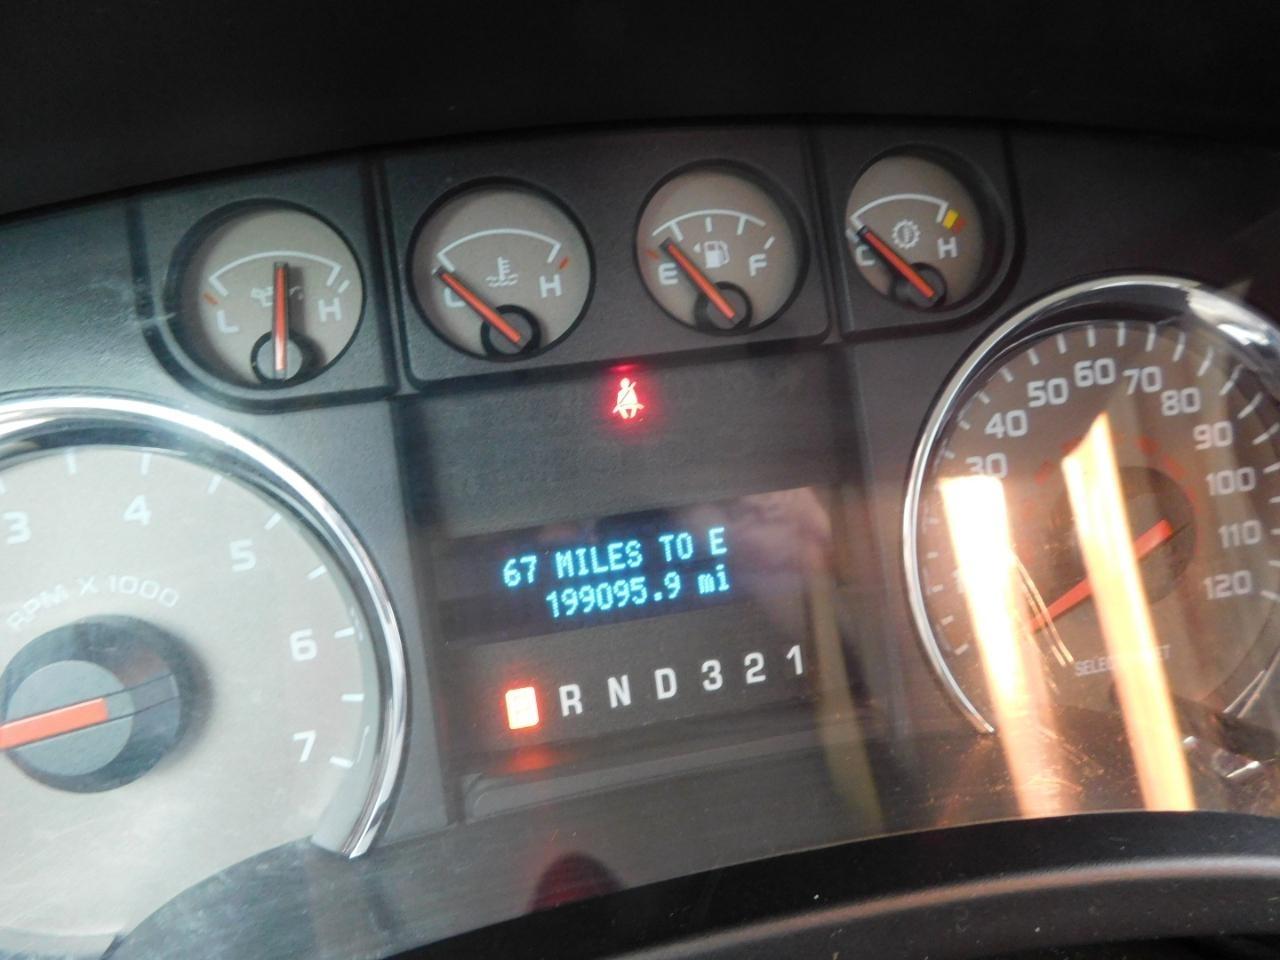 L H
C H
E F
C H
3 4 5 6 7
RPM X 1000
67 MILES TO E
199095.9 mi
P R N D 3 2 1
30 40 50 60 70 80 90 100 110 120